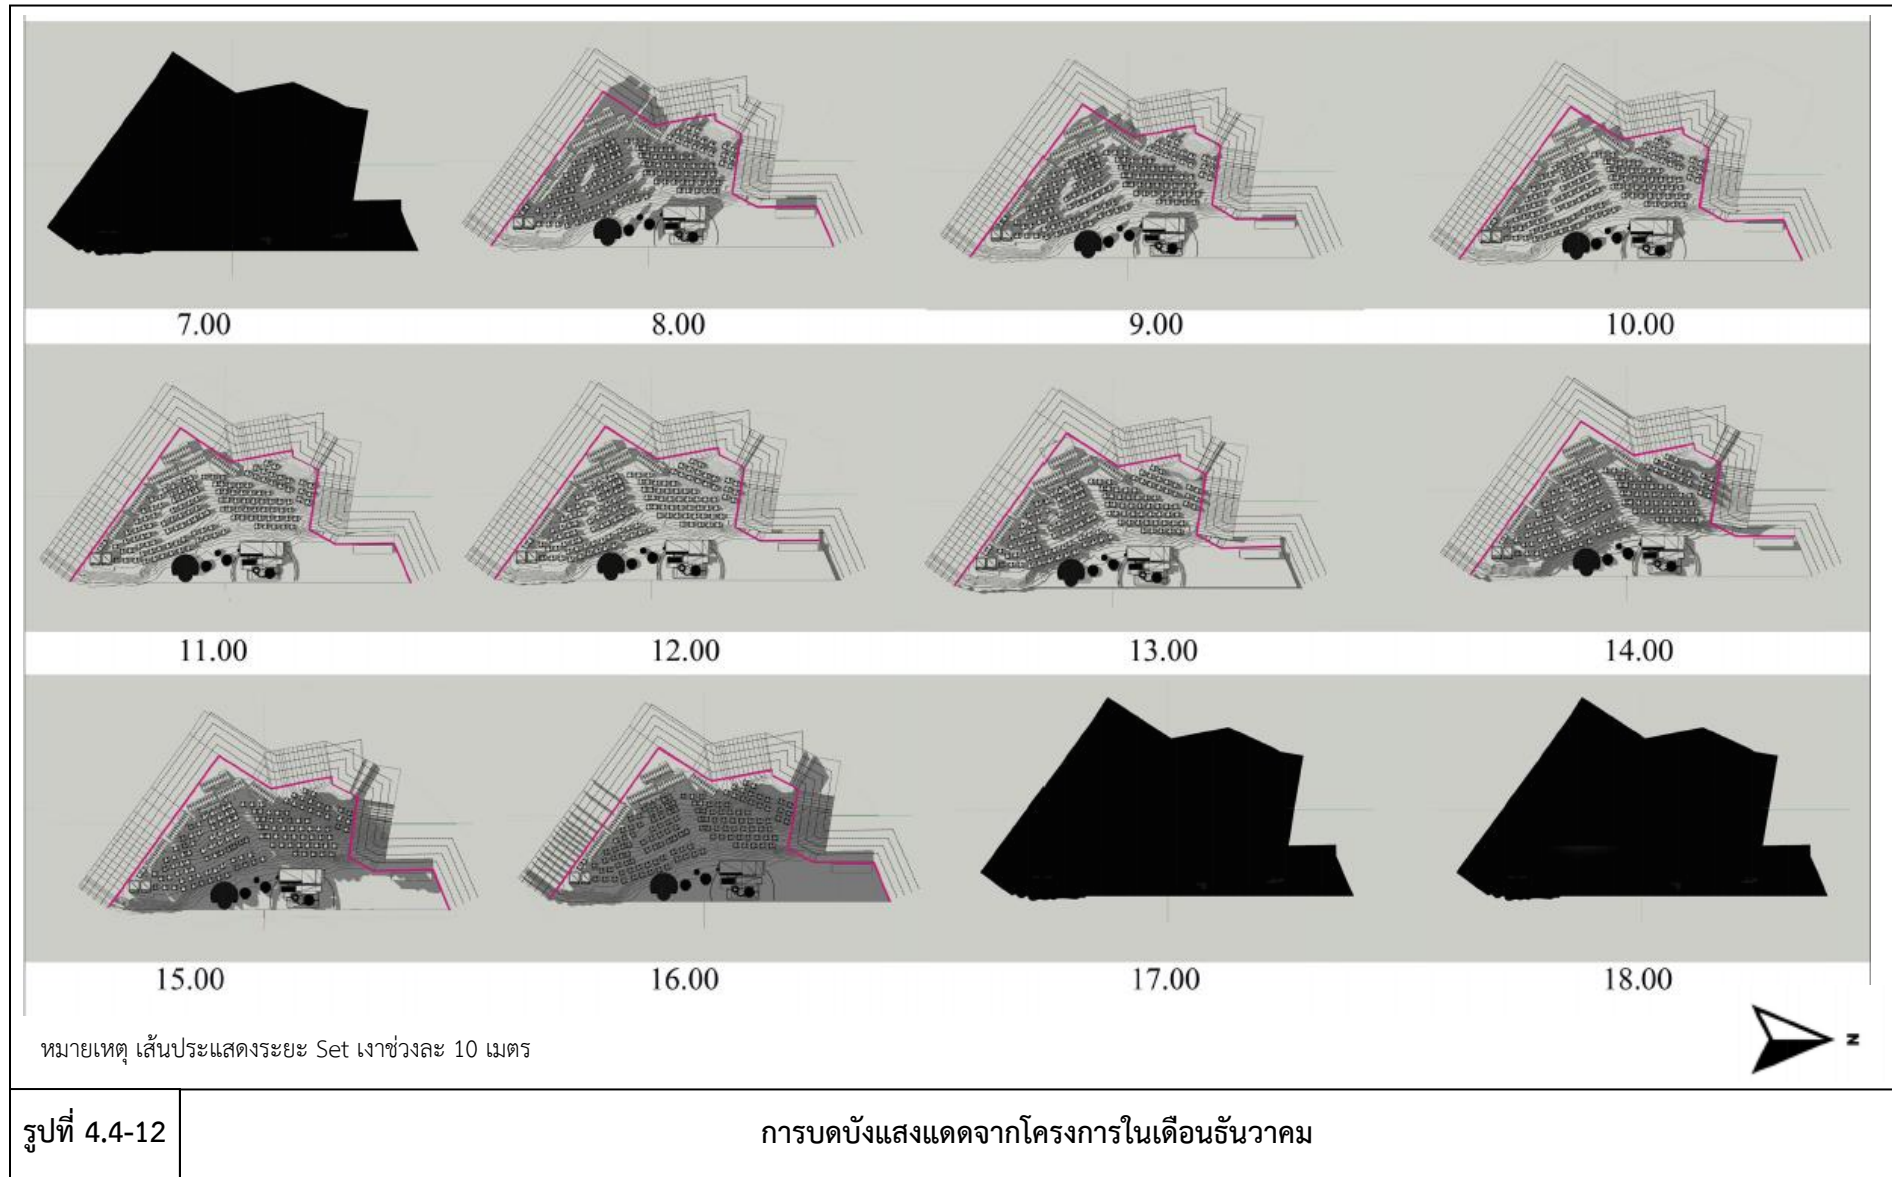 7.00 8.00 9.00 10.00
11.00 12.00 13.00 14.00
15.00 16.00 17.00 18.00
N
หมายเหตุ เส้นประแสดงระยะ Set เงาช่วงละ 10 เมตร
รูปที่ 4.4-12 การบดบังแสงแดดจากโครงการในเดือนธันวาคม